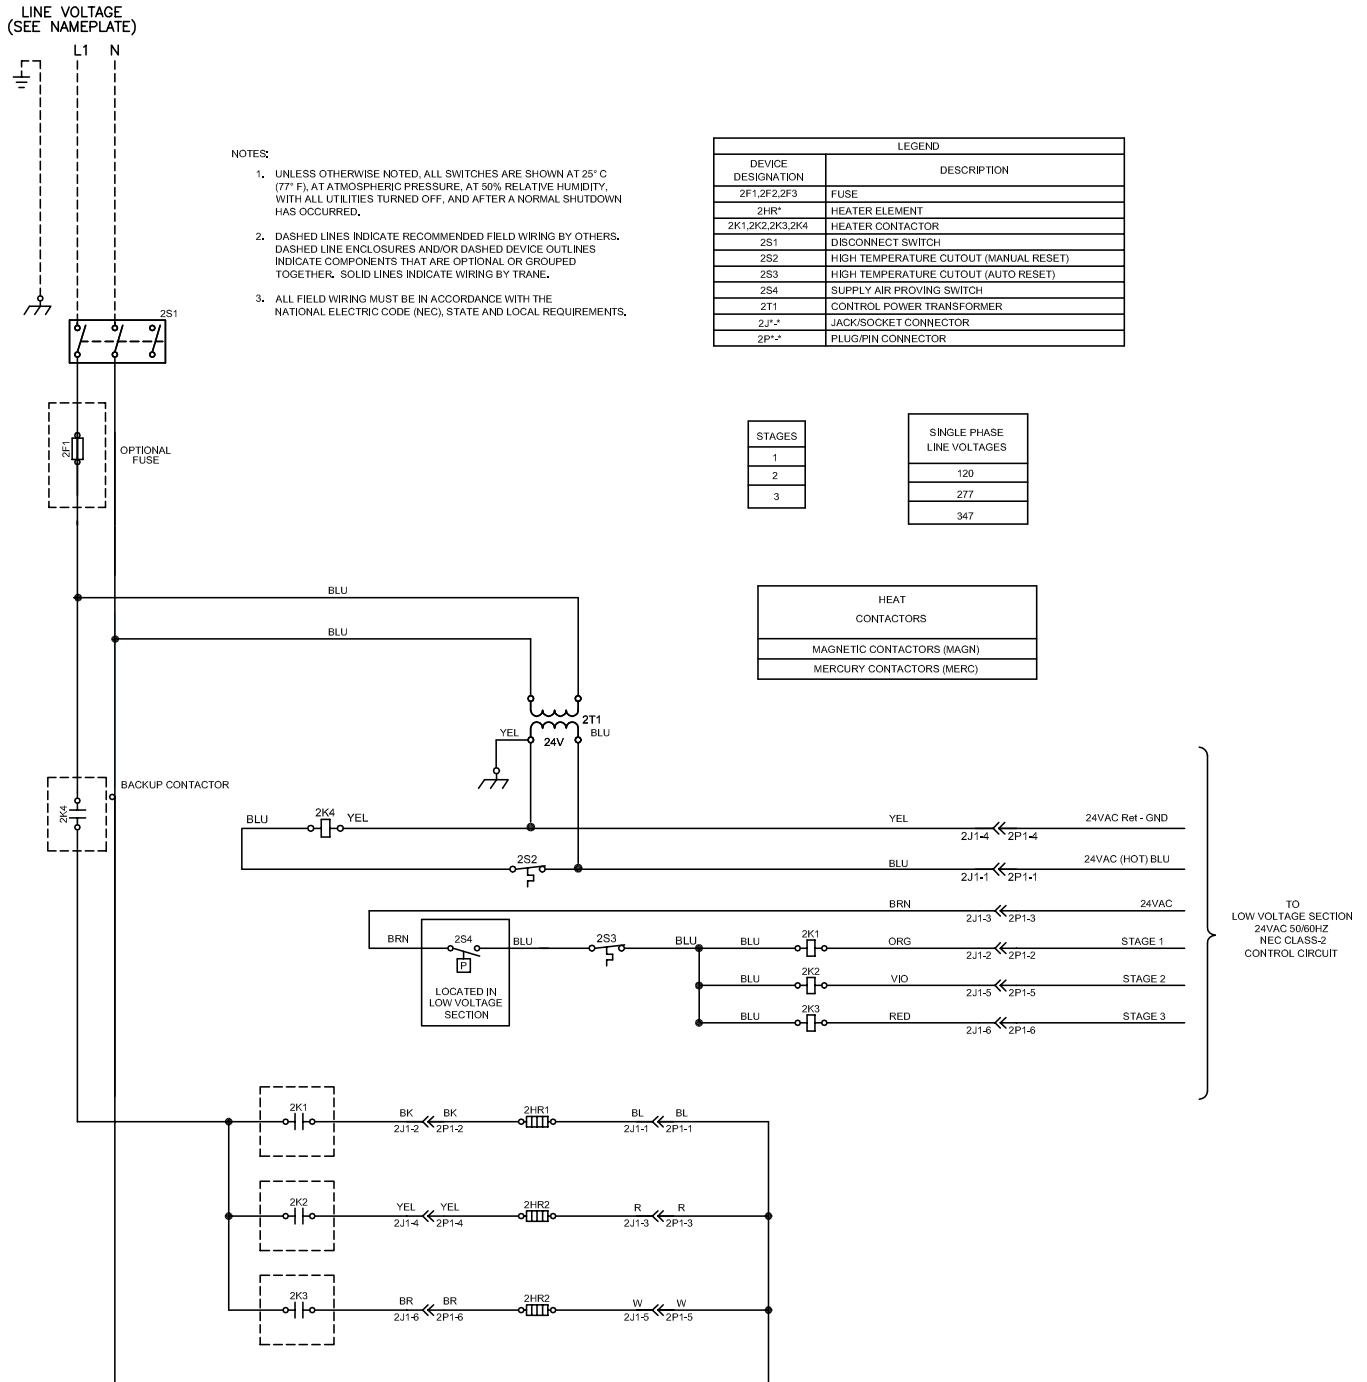 LINE VOLTAGE
(SEE NAMEPLATE)
L1 N
2S1
NOTES:
1. UNLESS OTHERWISE NOTED, ALL SWITCHES ARE SHOWN AT 25° C
(77° F), AT ATMOSPHERIC PRESSURE, AT 50% RELATIVE HUMIDITY,
WITH ALL UTILITIES TURNED OFF, AND AFTER A NORMAL SHUTDOWN
HAS OCCURRED.
2. DASHED LINES INDICATE RECOMMENDED FIELD WIRING BY OTHERS.
DASHED LINE ENCLOSURES AND/OR DASHED DEVICE OUTLINES
INDICATE COMPONENTS THAT ARE OPTIONAL OR GROUPED
TOGETHER. SOLID LINES INDICATE WIRING BY TRANE.
3. ALL FIELD WIRING MUST BE IN ACCORDANCE WITH THE
NATIONAL ELECTRIC CODE (NEC), STATE AND LOCAL REQUIREMENTS.
LEGEND
DEVICE
DESIGNATION
DESCRIPTION
2F1,2F2,2F3 FUSE
2HR* HEATER ELEMENT
2K1,2K2,2K3,2K4 HEATER CONTACTOR
2S1 DISCONNECT SWITCH
2S2 HIGH TEMPERATURE CUTOUT (MANUAL RESET)
2S3 HIGH TEMPERATURE CUTOUT (AUTO RESET)
2S4 SUPPLY AIR PROVING SWITCH
2T1 CONTROL POWER TRANSFORMER
2J*-* JACK/SOCKET CONNECTOR
2P*-* PLUG/PIN CONNECTOR
2F1
OPTIONAL
FUSE
STAGES
1
2
3
SINGLE PHASE
LINE VOLTAGES
120
277
347
HEAT
CONTACTORS
MAGNETIC CONTACTORS (MAGN)
MERCURY CONTACTORS (MERC)
BLU
BLU
2T1
YEL 24V BLU
2K4
BACKUP CONTACTOR
BLU 2K4 YEL YEL 2J1-4 2P1-4 24VAC Ret - GND
2S2 BLU 2J1-1 2P1-1 24VAC (HOT) BLU
BRN 2J1-3 2P1-3 24VAC
BRN 2S4 BLU 2S3 BLU BLU 2K1 ORG 2J1-2 2P1-2 STAGE 1
P
LOCATED IN
LOW VOLTAGE
SECTION
BLU 2K2 VIO 2J1-5 2P1-5 STAGE 2
BLU 2K3 RED 2J1-6 2P1-6 STAGE 3
TO
LOW VOLTAGE SECTION
24VAC 50/60HZ
NEC CLASS-2
CONTROL CIRCUIT
2K1 BK BK 2HR1 BL BL
2J1-2 2P1-2 2J1-1 2P1-1
2K2 YEL YEL 2HR2 R R
2J1-4 2P1-4 2J1-3 2P1-3
2K3 BR BR 2HR2 W W
2J1-6 2P1-6 2J1-5 2P1-5